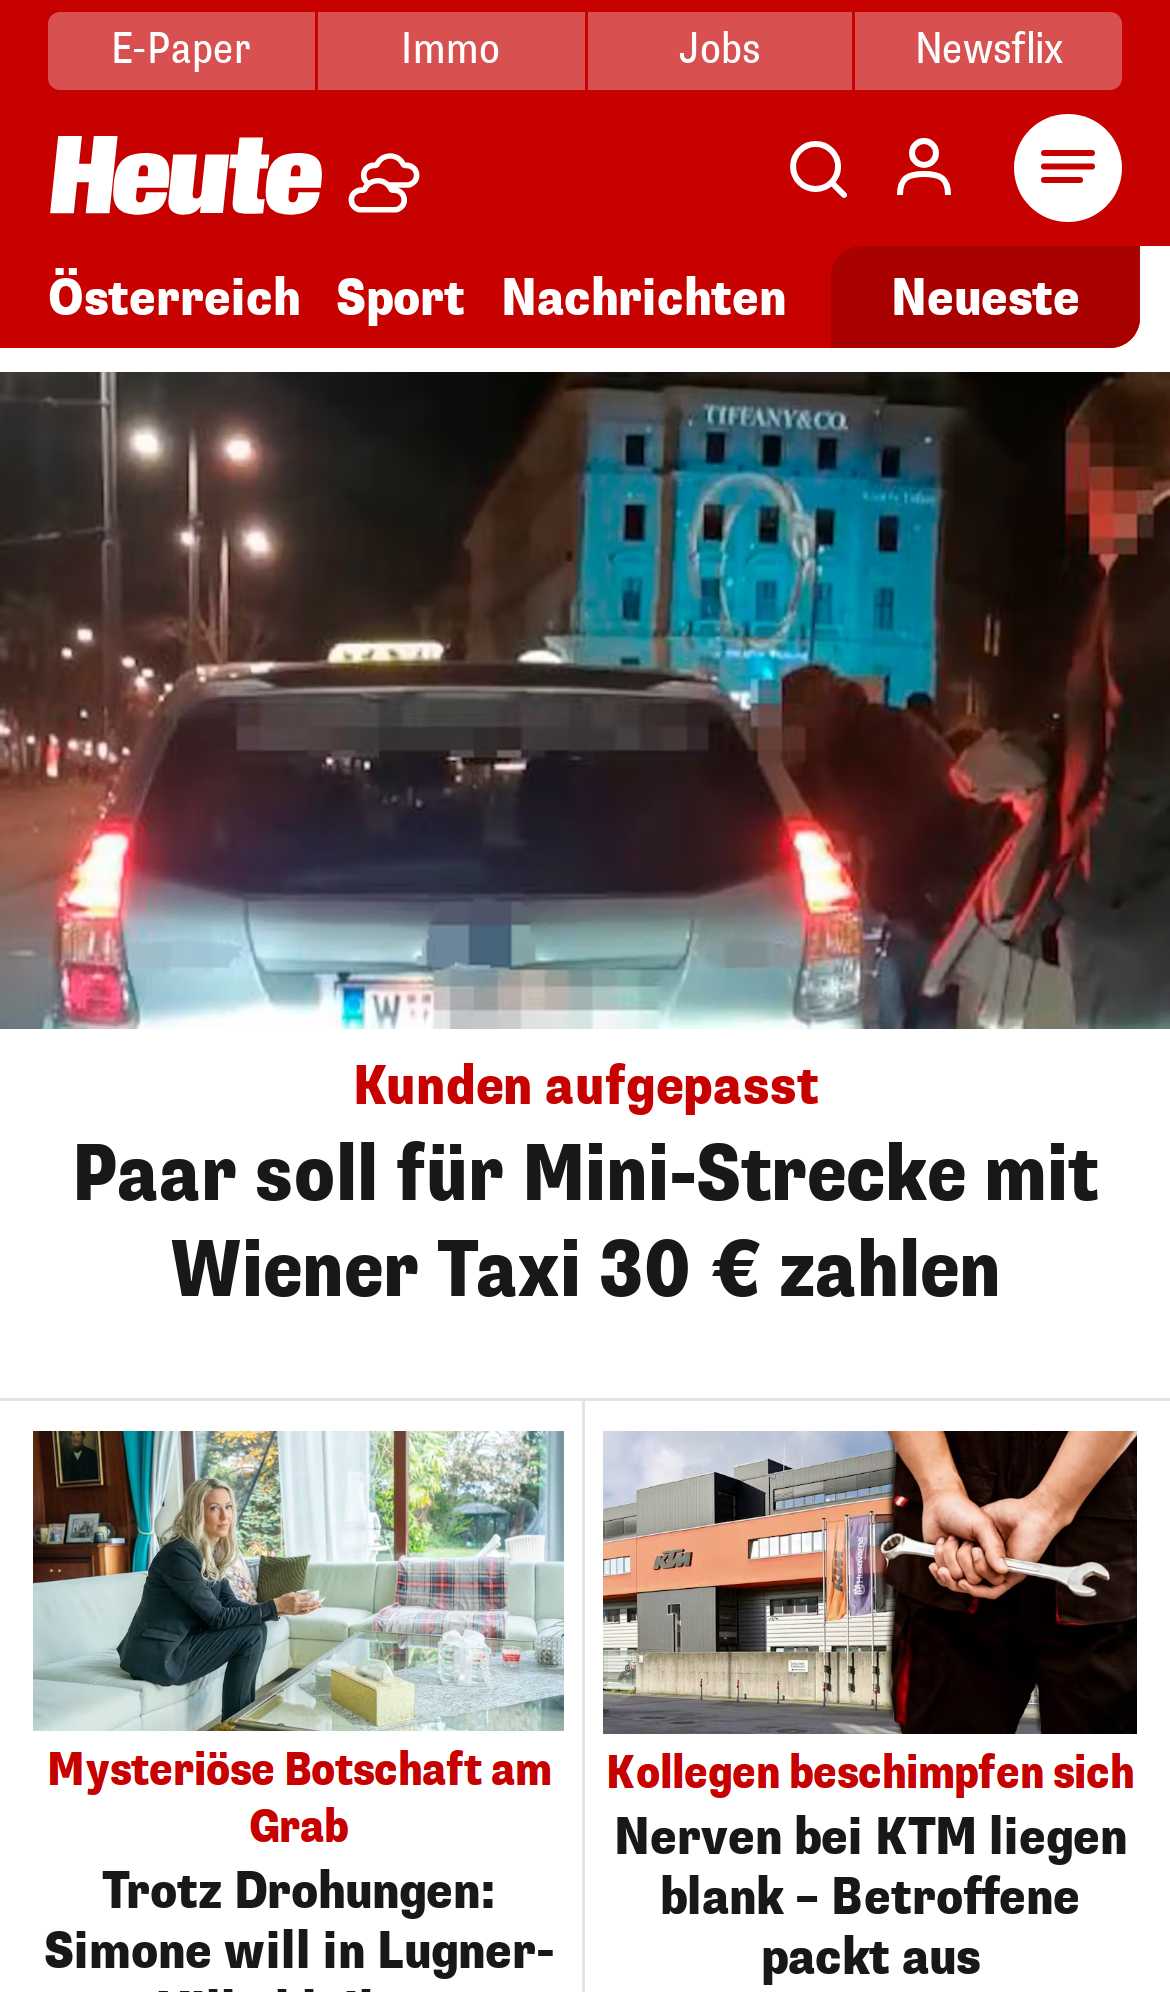 E-Paper
Immo
Jobs
Newsflix
Heute
Österreich
Sport
Nachrichten
Neueste
TIFFANY&CO.
W
Kunden aufgepasst
Paar soll für Mini-Strecke mit
Wiener Taxi 30 € zahlen
Mysteriöse Botschaft am
Grab
Trotz Drohungen:
Simone will in Lugner-
KTM
Husqvarna
Kollegen beschimpfen sich
Nerven bei KTM liegen
blank – Betroffene
packt aus